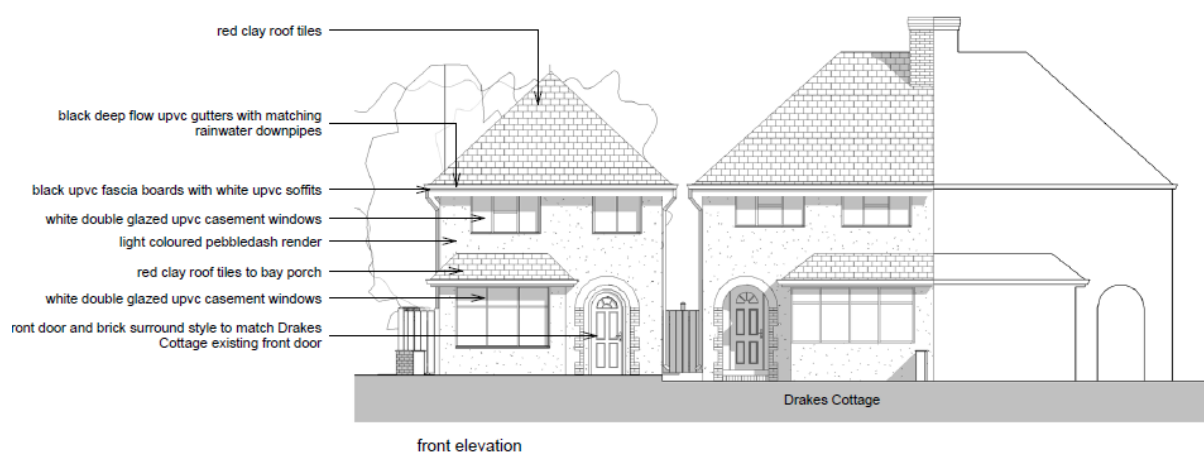 red clay roof tiles
black deep flow upvc gutters with matching
rainwater downpipes
black upvc fascia boards with white upvc soffits
white double glazed upvc casement windows
light coloured pebbledash render
red clay roof tiles to bay porch
white double glazed upvc casement windows
ront door and brick surround style to match Drakes
Cottage existing front door
Drakes Cottage
front elevation